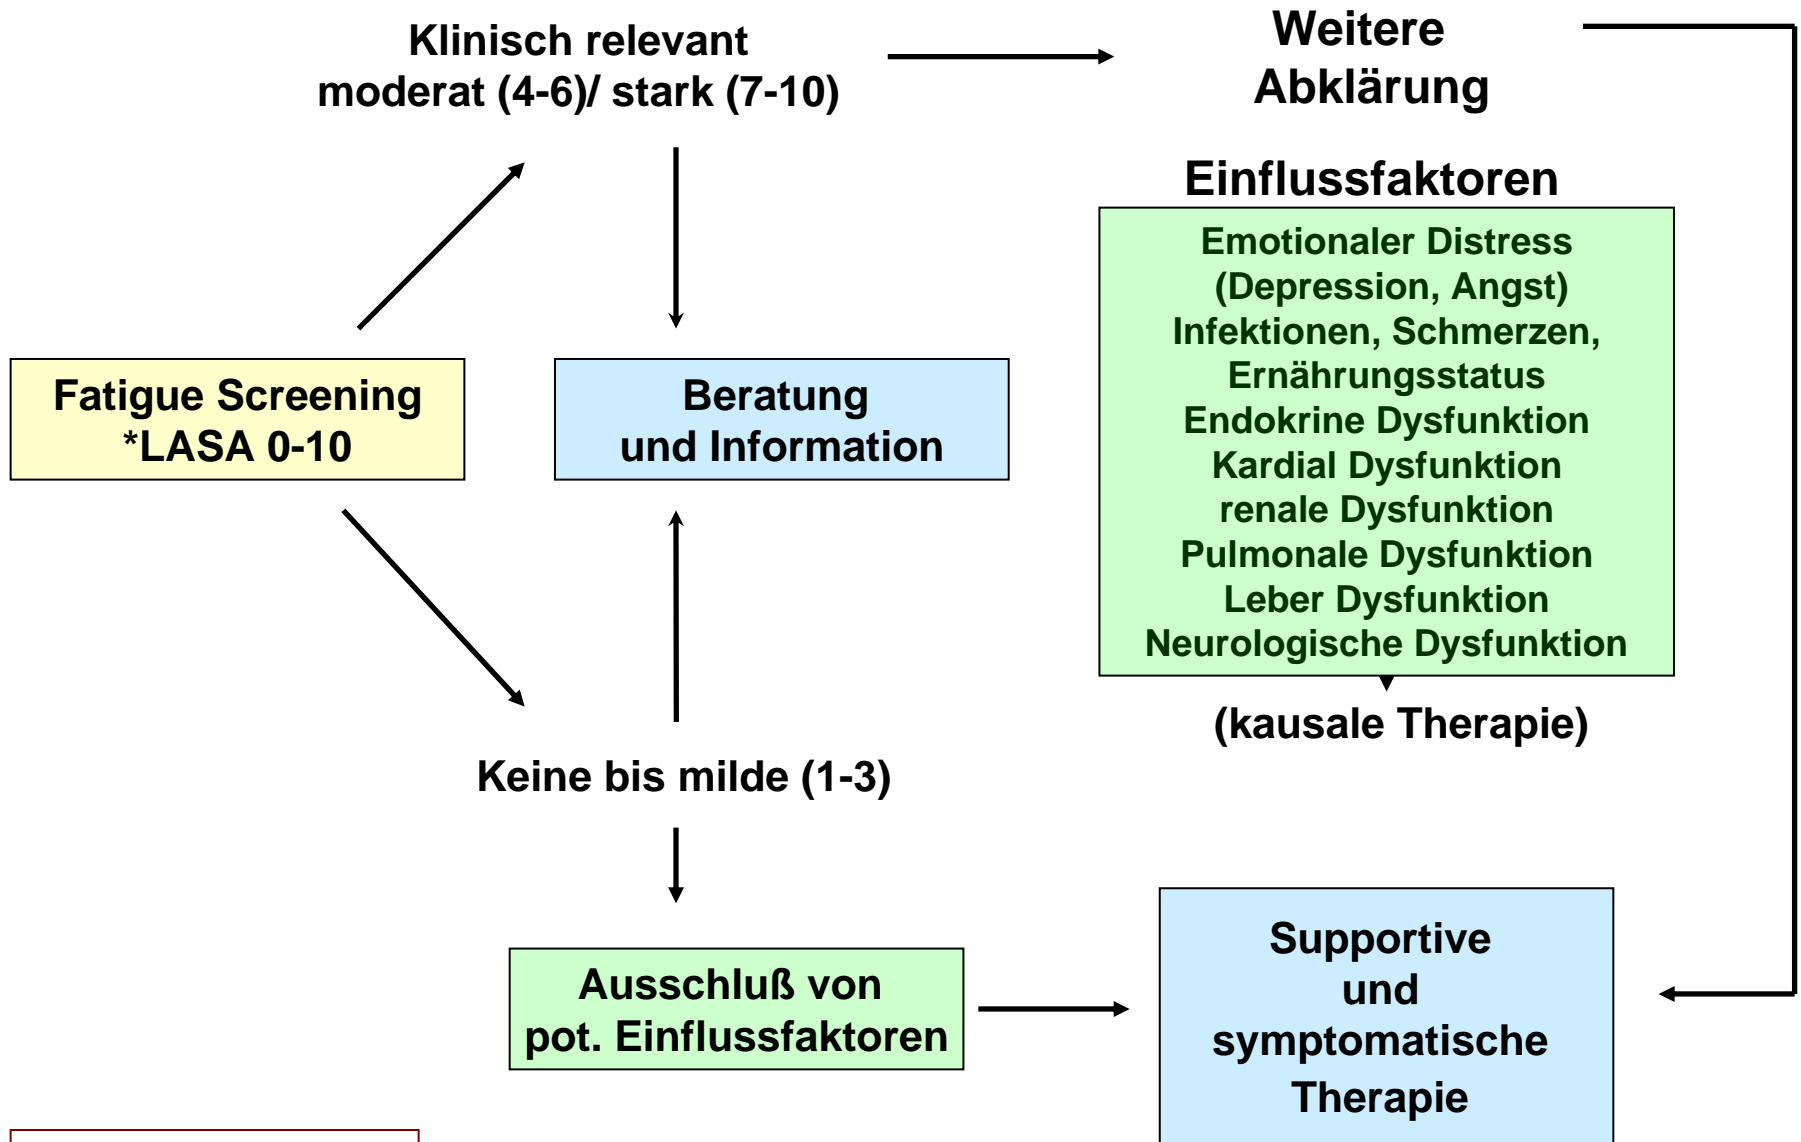 Klinisch relevant
moderat (4-6)/ stark (7-10)
Weitere
Abklärung
Einflussfaktoren
Emotionaler Distress
(Depression, Angst)
Infektionen, Schmerzen,
Ernährungsstatus
Endokrine Dysfunktion
Kardial Dysfunktion
renale Dysfunktion
Pulmonale Dysfunktion
Leber Dysfunktion
Neurologische Dysfunktion
(kausale Therapie)
Fatigue Screening
*LASA 0-10
Beratung
und Information
Keine bis milde (1-3)
Ausschluß von
pot. Einflussfaktoren
Supportive
und
symptomatische
Therapie